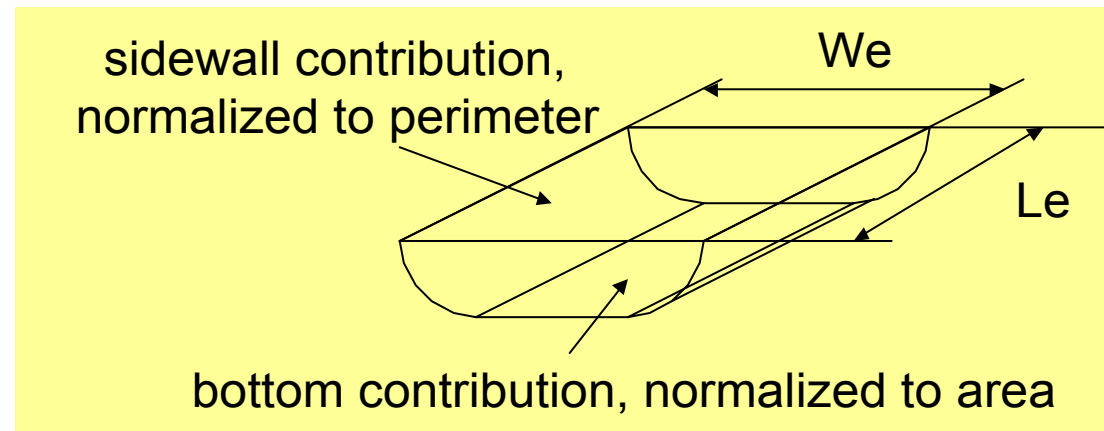 sidewall contribution,
normalized to perimeter
We
Le
bottom contribution, normalized to area